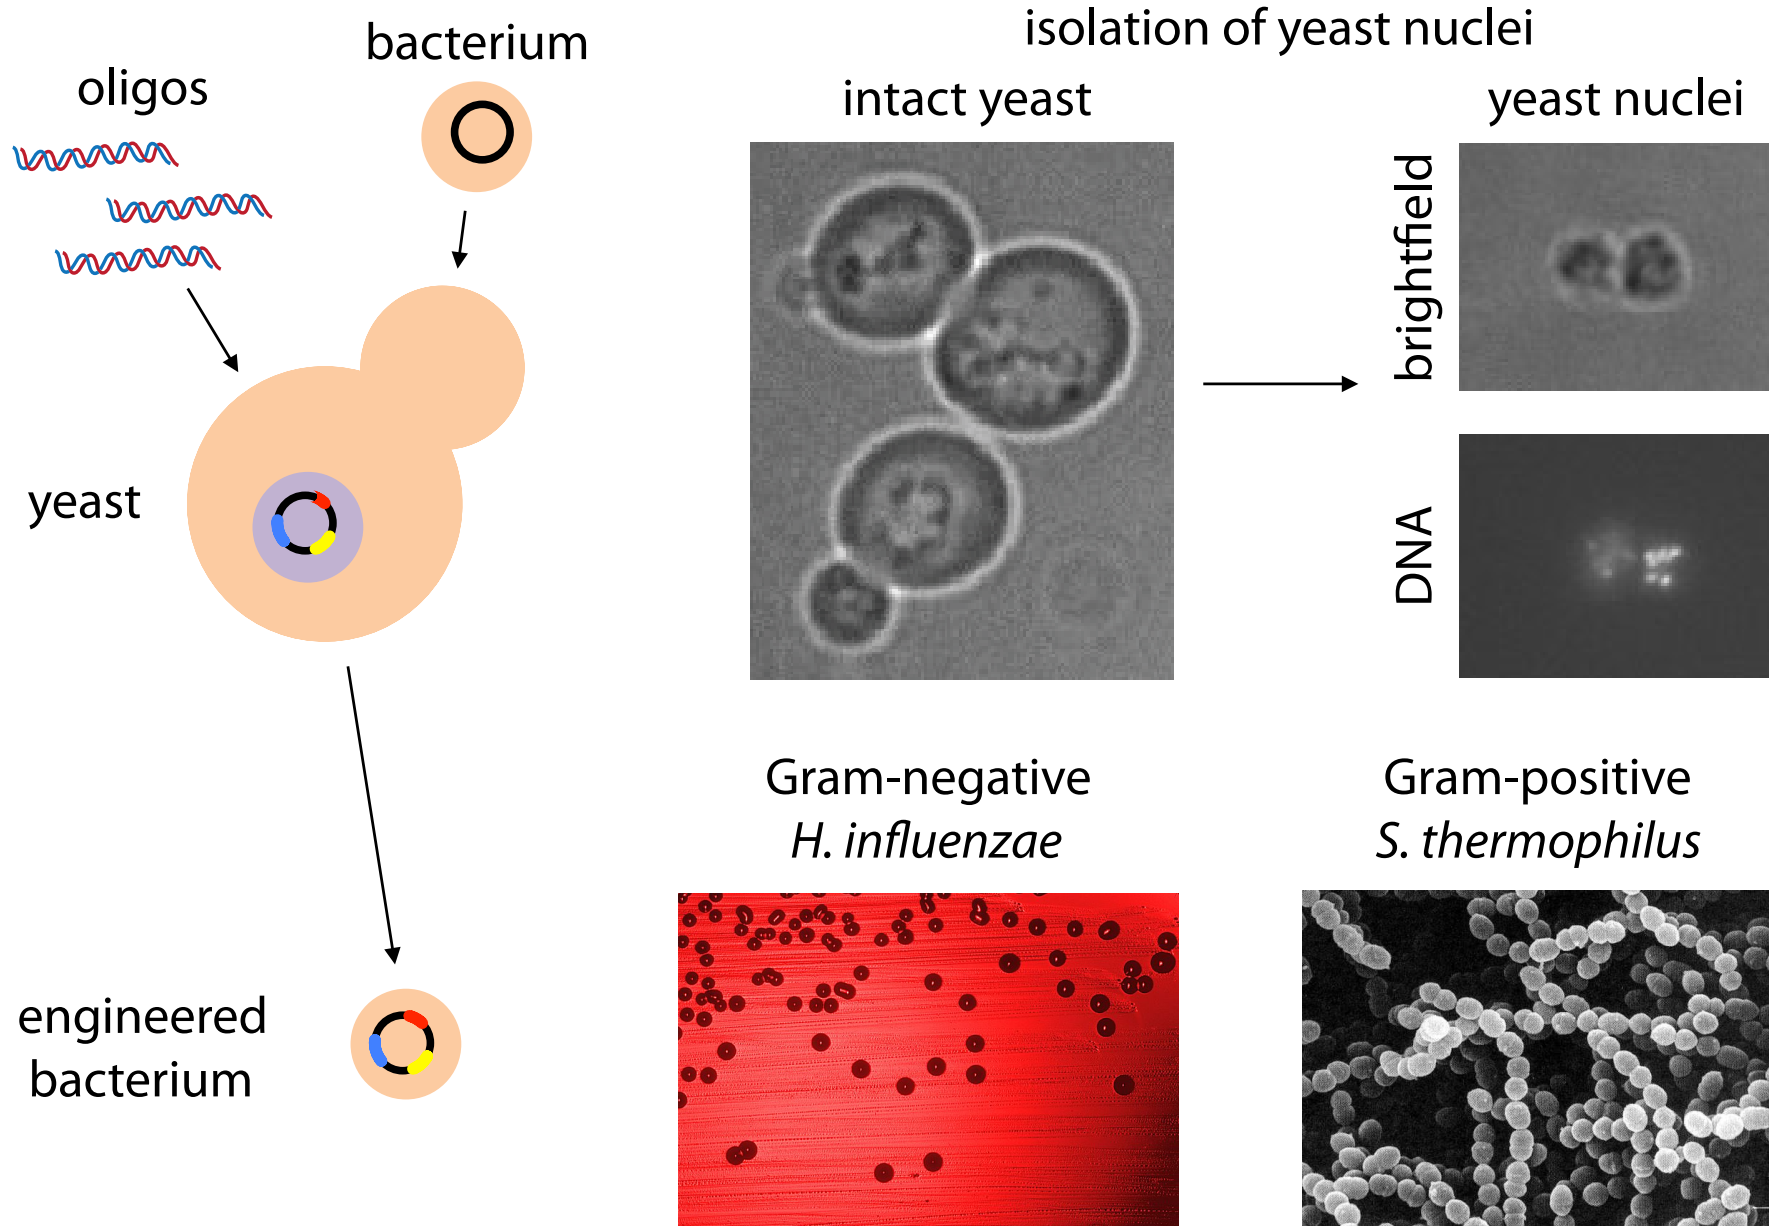 oligos
bacterium
yeast
engineered
bacterium
isolation of yeast nuclei
intact yeast
yeast nuclei
brightfield
DNA
Gram-negative
H. influenzae
Gram-positive
S. thermophilus